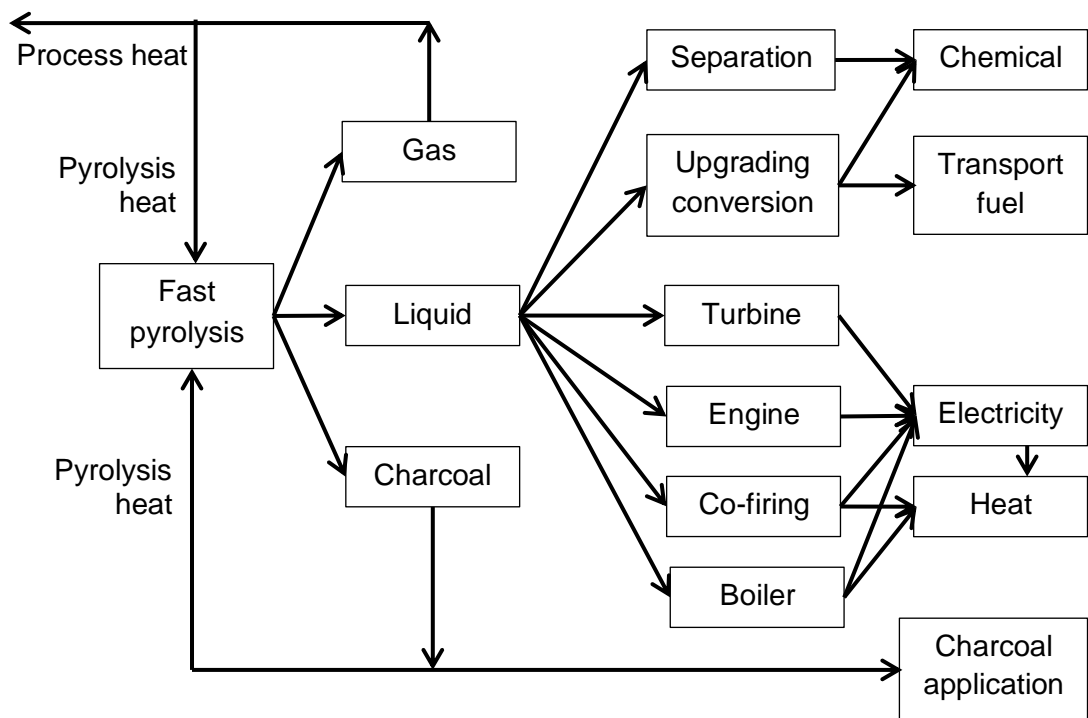 Process heat
Separation
Chemical
Gas
Pyrolysis
heat
Upgrading
conversion
Transport
fuel
Fast
pyrolysis
Liquid
Turbine
Engine
Electricity
Pyrolysis
heat
Charcoal
Co-firing
Heat
Boiler
Charcoal
application